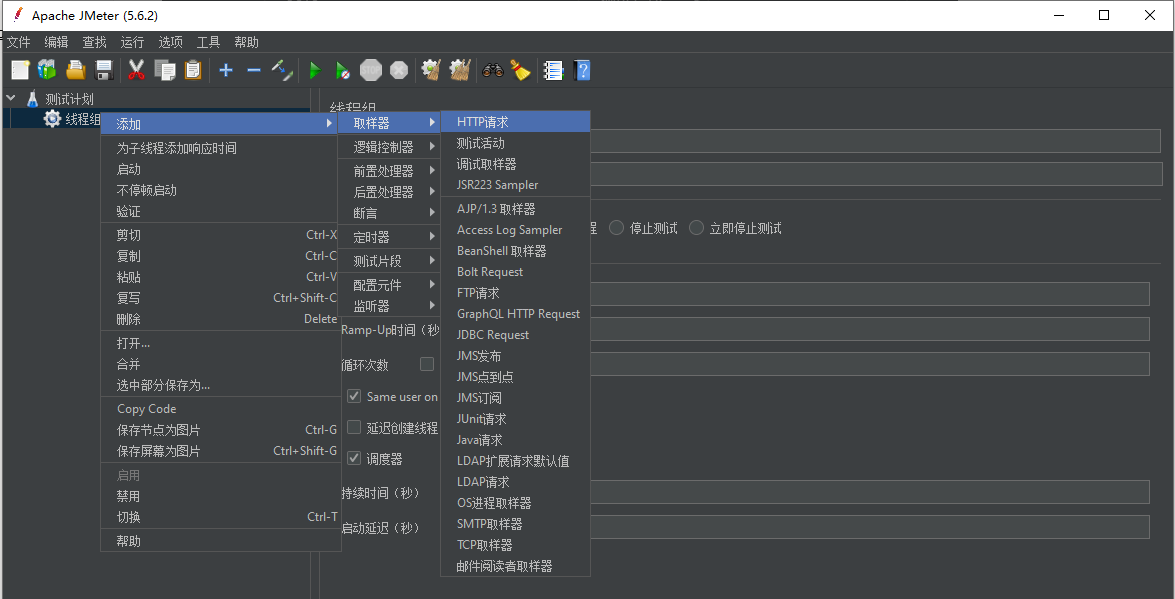 Apache JMeter (5.6.2)
文件 编辑 查找 运行 选项 工具 帮助
STOP
测试计划
线程组
线程组
添加
为子线程添加响应时间
启动
不停顿启动
验证
剪切 Ctrl-X
复制 Ctrl-C
粘贴 Ctrl-V
复写 Ctrl+Shift-C
删除 Delete
打开...
合并
选中部分保存为...
Copy Code
保存节点为图片 Ctrl-G
保存屏幕为图片 Ctrl+Shift-G
启用
禁用
切换 Ctrl-T
帮助
取样器
逻辑控制器
前置处理器
后置处理器
断言
定时器
测试片段
配置元件
监听器
HTTP请求
测试活动
调试取样器
JSR223 Sampler
AJP/1.3 取样器
Access Log Sampler
BeanShell 取样器
Bolt Request
FTP请求
GraphQL HTTP Request
JDBC Request
JMS发布
JMS点到点
JMS订阅
JUnit请求
Java请求
LDAP扩展请求默认值
LDAP请求
OS进程取样器
SMTP取样器
TCP取样器
邮件阅读者取样器
程 停止测试 立即停止测试
Ramp-Up时间（秒
循环次数
Same user on
延迟创建线程
调度器
持续时间（秒）
启动延迟（秒）